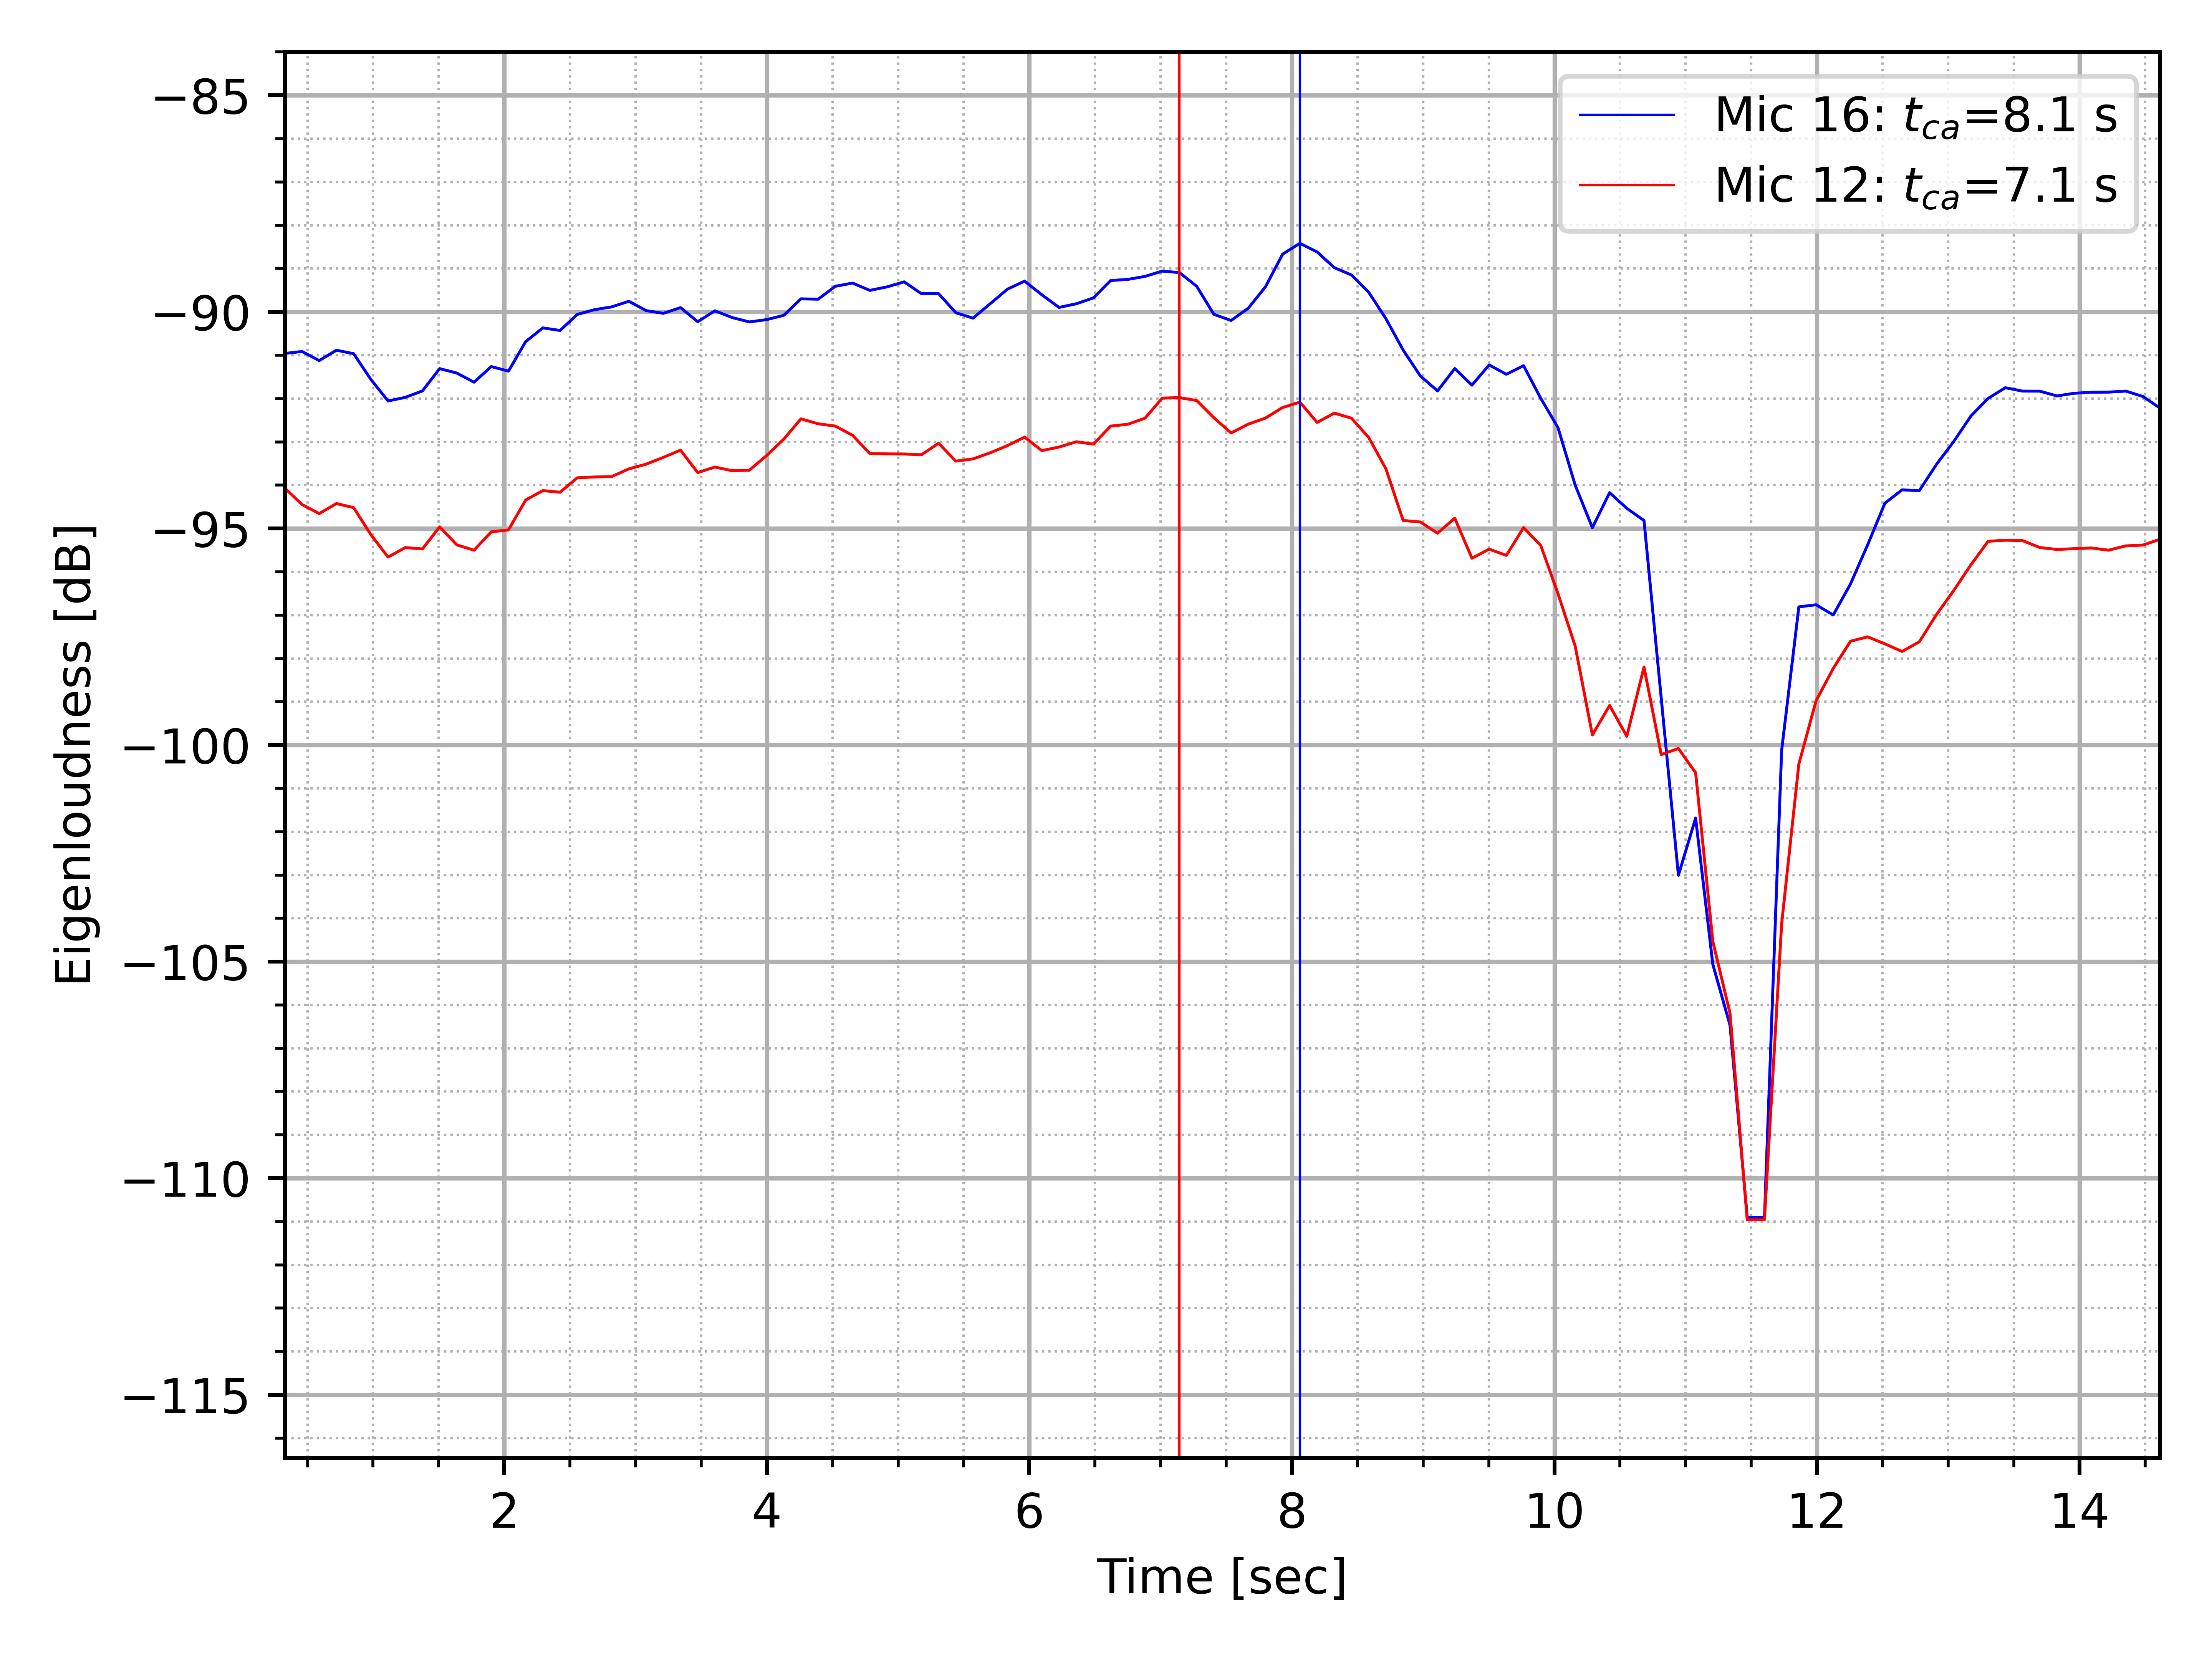 Mic 16: t_ca=8.1 s
Mic 12: t_ca=7.1 s
Eigenloudness [dB]
−85
−90
−95
−100
−105
−110
−115
2 4 6 8 10 12 14
Time [sec]